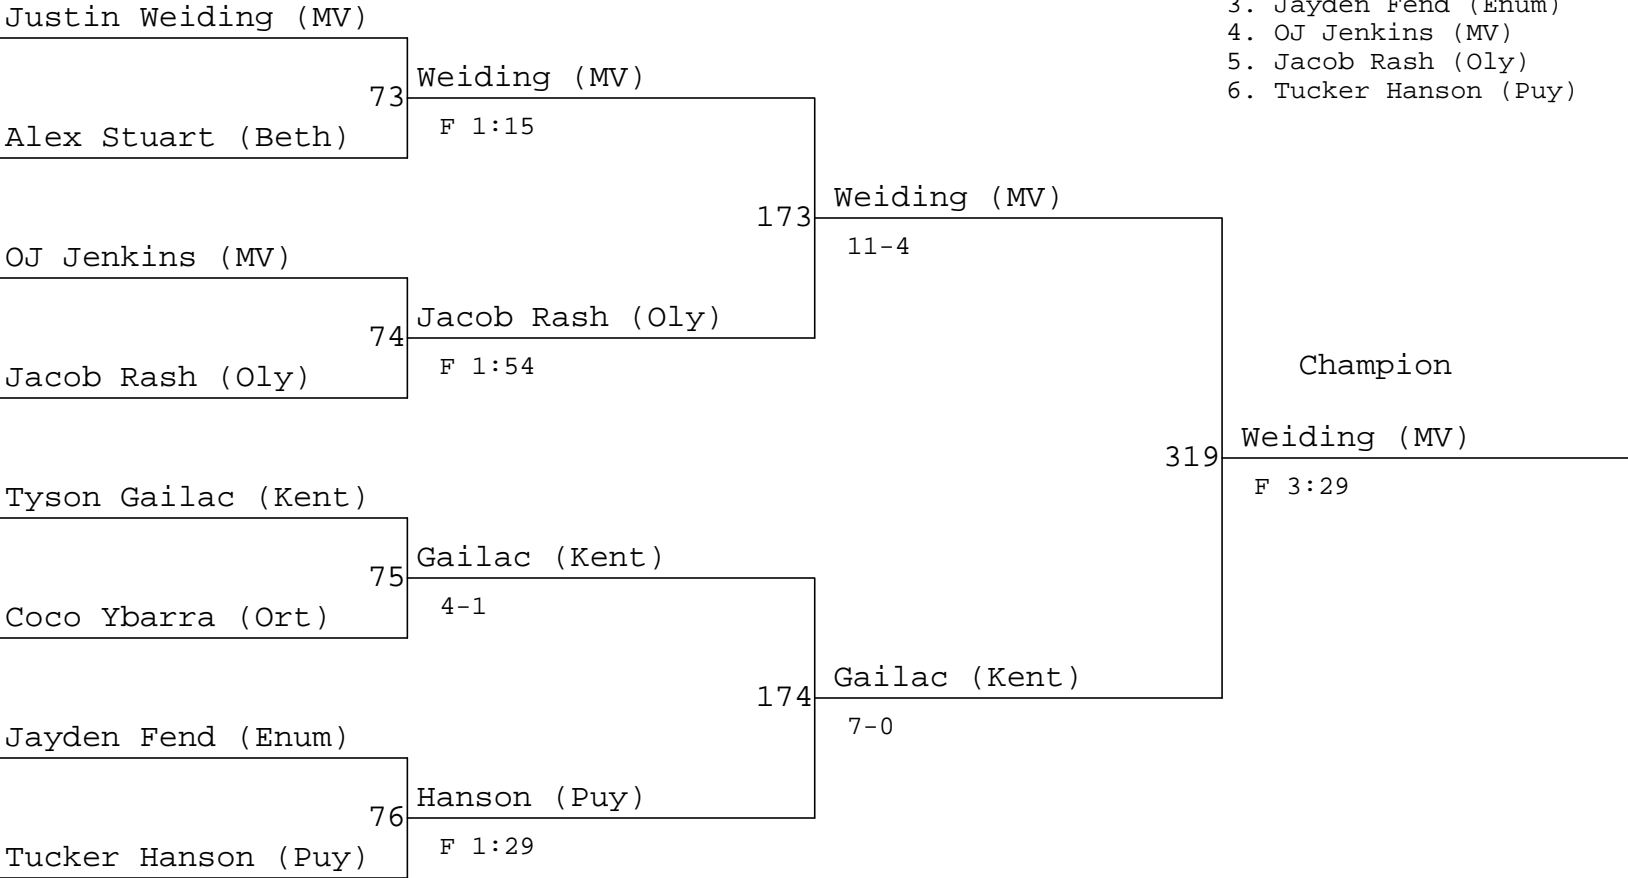 Justin Weiding (MV)
3. Jayden Fend (Enum)
4. OJ Jenkins (MV)
5. Jacob Rash (Oly)
6. Tucker Hanson (Puy)
Weiding (MV)
73
F 1:15
Alex Stuart (Beth)
Weiding (MV)
173
11-4
OJ Jenkins (MV)
Jacob Rash (Oly)
74
F 1:54
Jacob Rash (Oly)
Champion
Weiding (MV)
319
F 3:29
Tyson Gailac (Kent)
Gailac (Kent)
75
4-1
Coco Ybarra (Ort)
Gailac (Kent)
174
7-0
Jayden Fend (Enum)
Hanson (Puy)
76
F 1:29
Tucker Hanson (Puy)